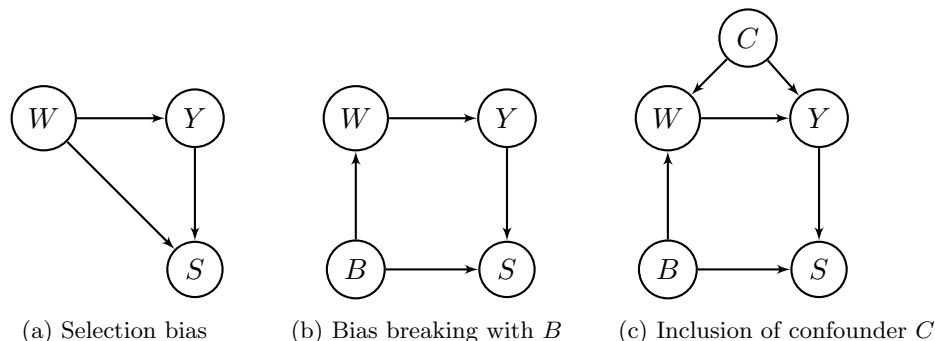 C
W Y W Y W Y
S B S B S
(a) Selection bias (b) Bias breaking with B (c) Inclusion of confounder C